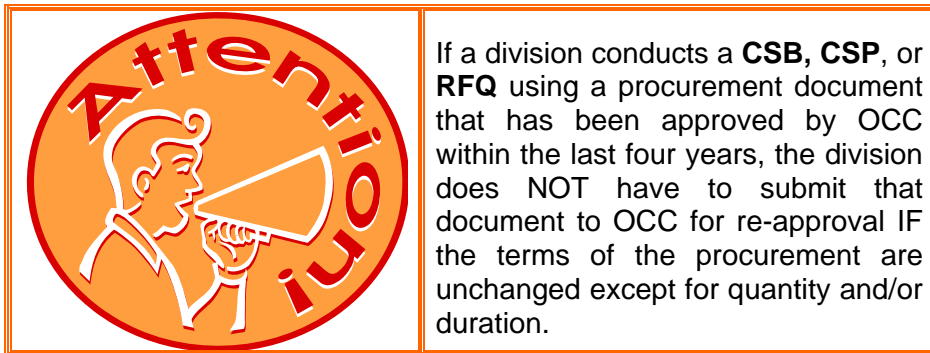 Attention!
If a division conducts a CSB, CSP, or
RFQ using a procurement document
that has been approved by OCC
within the last four years, the division
does NOT have to submit that
document to OCC for re-approval IF
the terms of the procurement are
unchanged except for quantity and/or
duration.